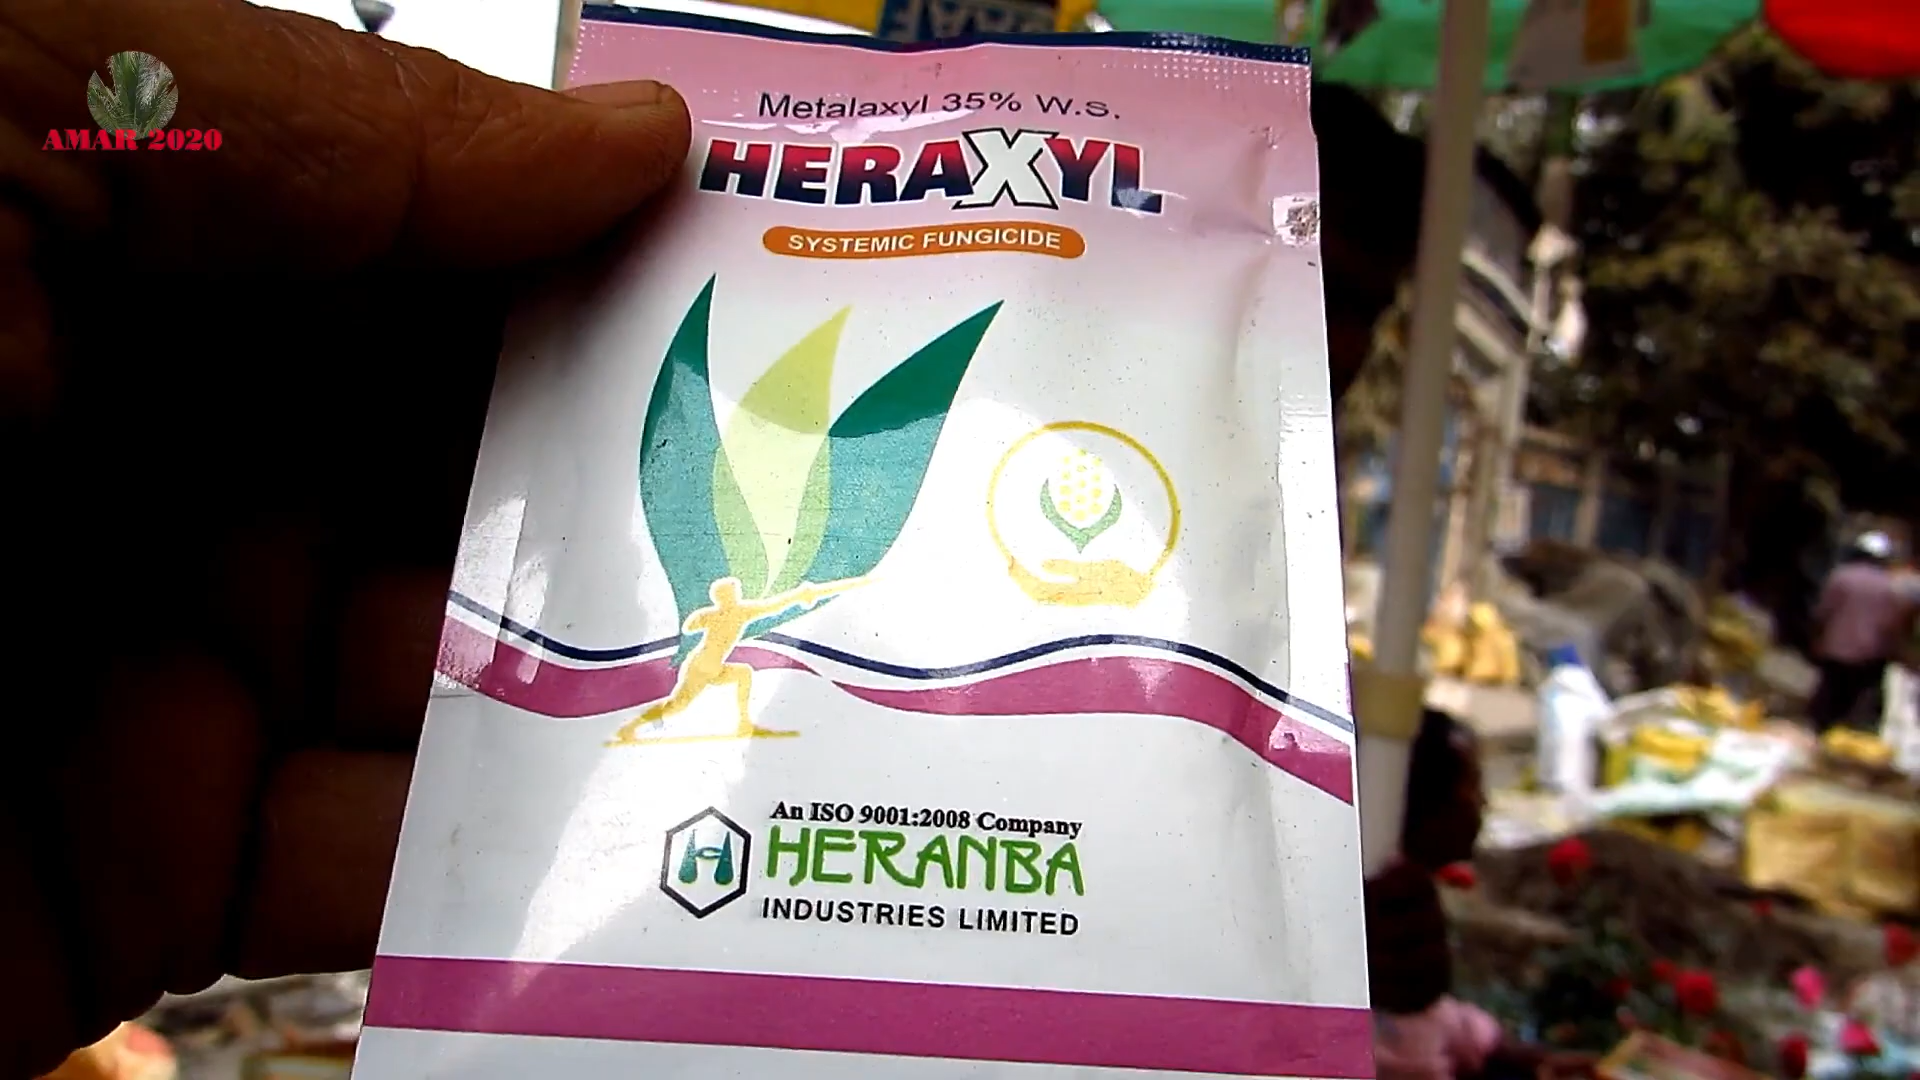 AMAR 2020
Metalaxyl 35% W.S.
HERAXYL
SYSTEMIC FUNGICIDE
An ISO 9001:2008 Company
HERANBA
INDUSTRIES LIMITED